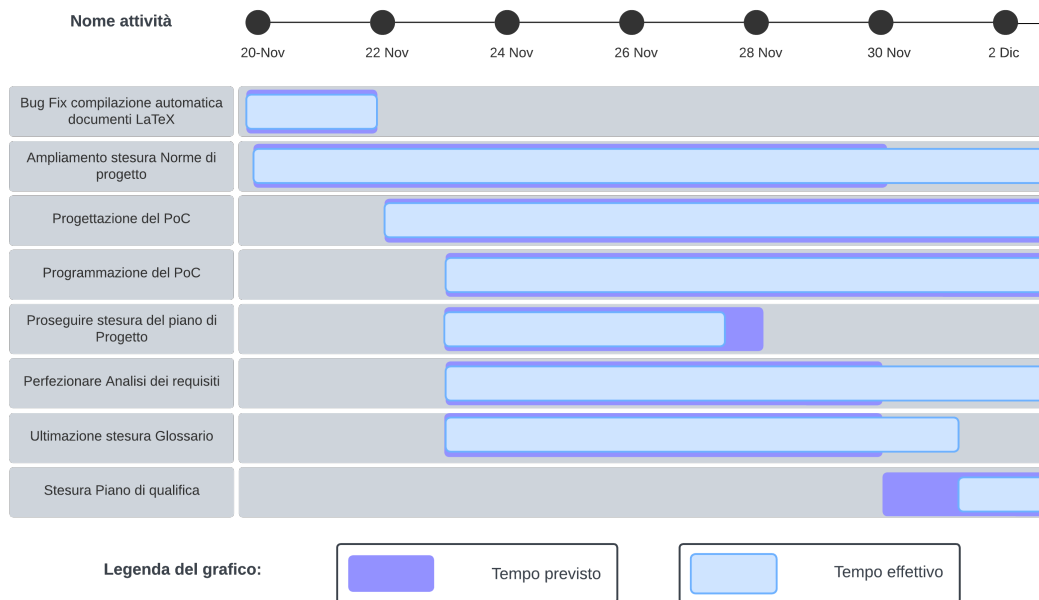 Nome attività
20-Nov 22 Nov 24 Nov 26 Nov 28 Nov 30 Nov 2 Dic
Bug Fix compilazione automatica
documenti LaTeX
Ampliamento stesura Norme di
progetto
Progettazione del PoC
Programmazione del PoC
Proseguire stesura del piano di
Progetto
Perfezionare Analisi dei requisiti
Ultimazione stesura Glossario
Stesura Piano di qualifica
Legenda del grafico: Tempo previsto Tempo effettivo